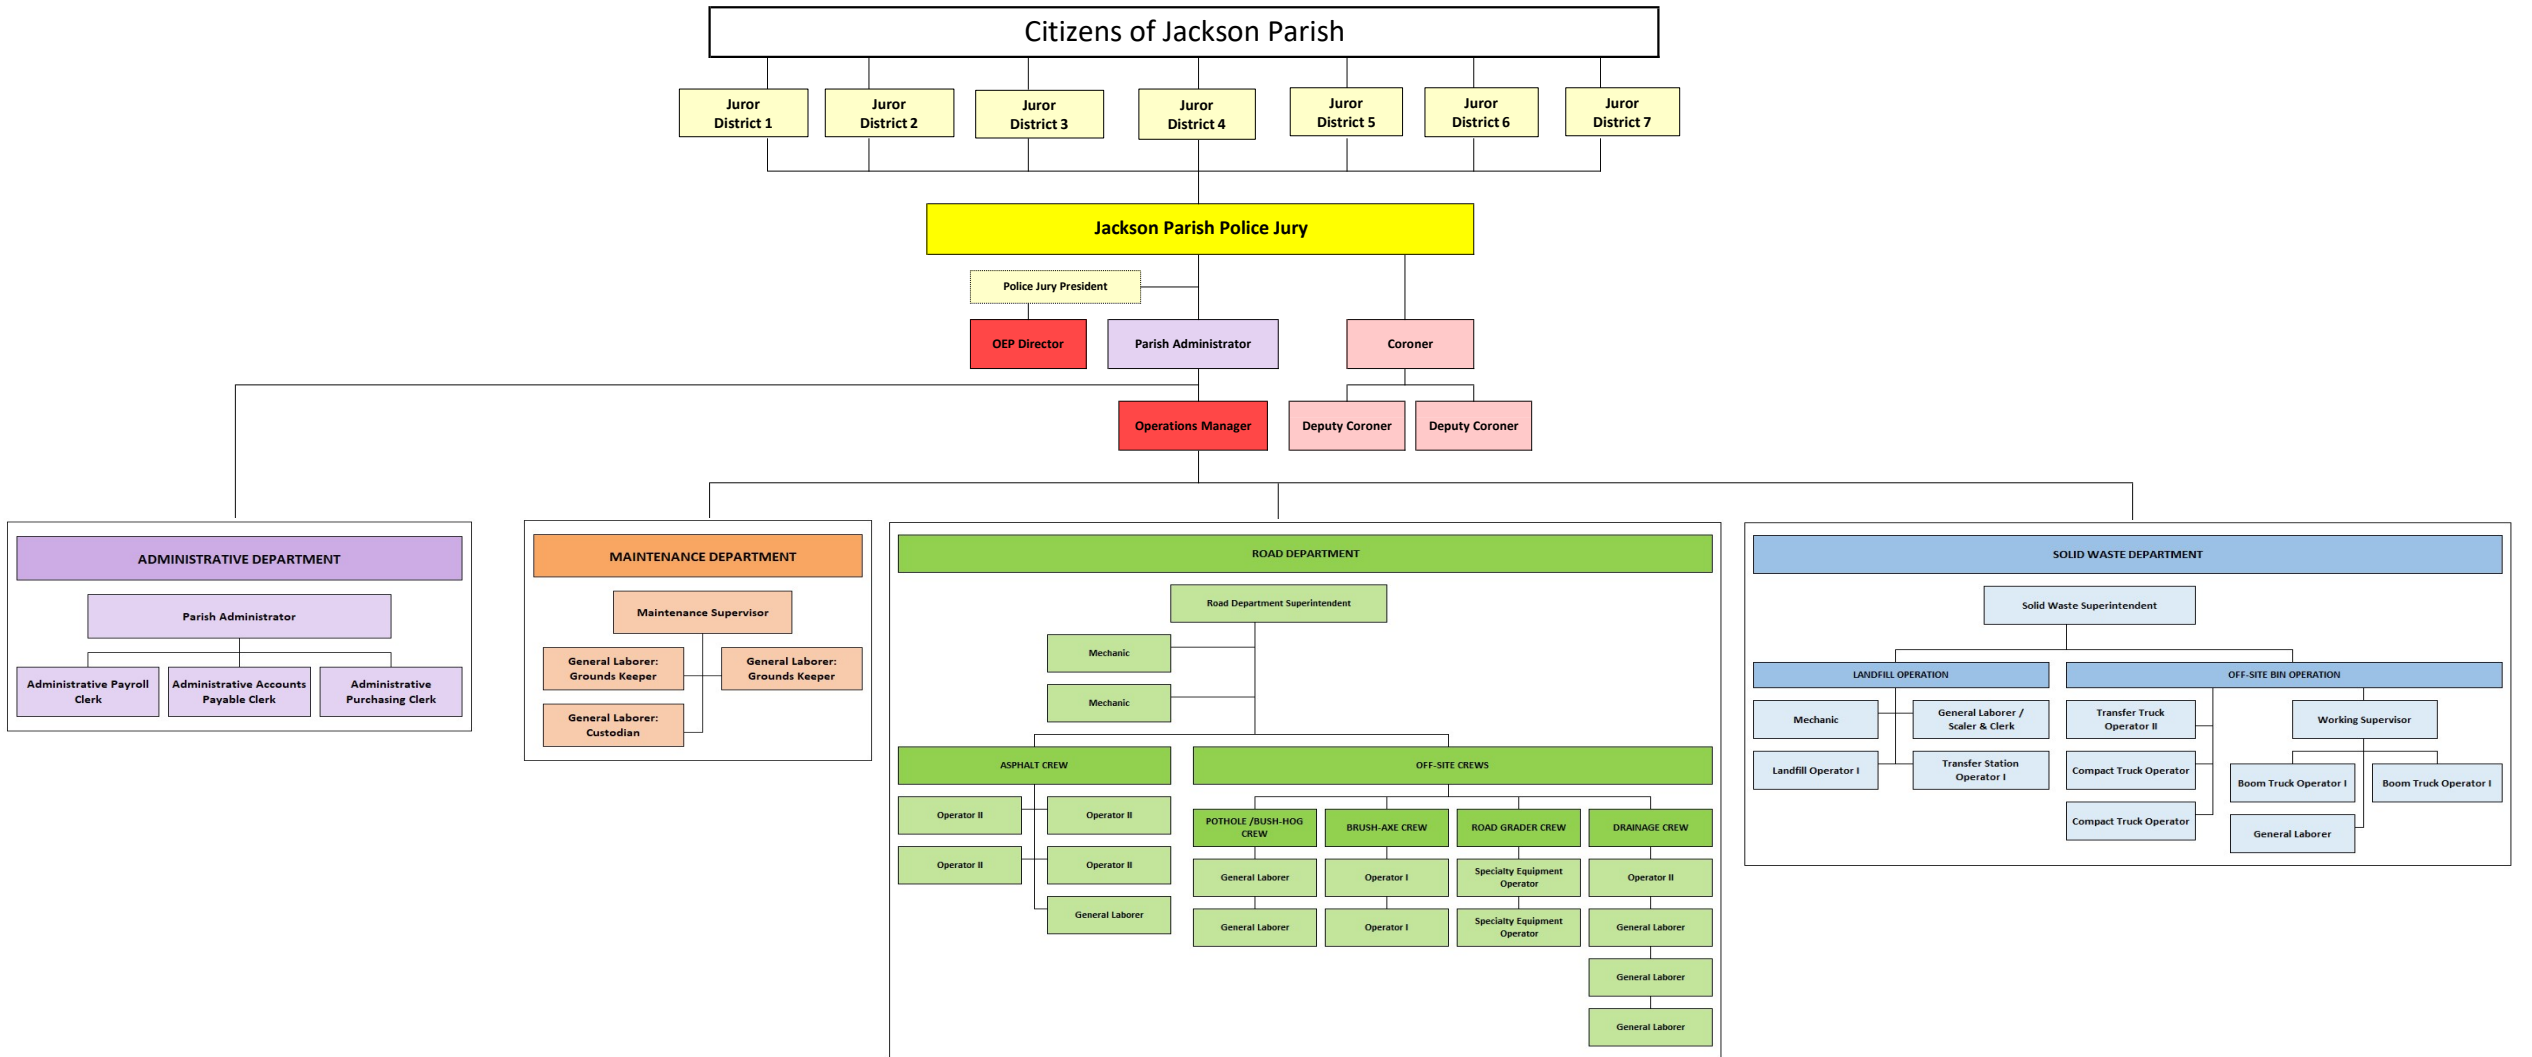 Citizens of Jackson Parish
Juror
District 1
Juror
District 2
Juror
District 3
Juror
District 4
Juror
District 5
Juror
District 6
Juror
District 7
Jackson Parish Police Jury
Police Jury President
OEP Director
Parish Administrator
Coroner
Operations Manager
Deputy Coroner
Deputy Coroner
ADMINISTRATIVE DEPARTMENT
Parish Administrator
Administrative Payroll
Clerk
Administrative Accounts
Payable Clerk
Administrative
Purchasing Clerk
MAINTENANCE DEPARTMENT
Maintenance Supervisor
General Laborer:
Grounds Keeper
General Laborer:
Grounds Keeper
General Laborer:
Custodian
ROAD DEPARTMENT
Road Department Superintendent
Mechanic
Mechanic
ASPHALT CREW
Operator II
Operator II
Operator II
Operator II
General Laborer
OFF-SITE CREWS
POTHOLE /BUSH-HOG
CREW
General Laborer
General Laborer
BRUSH-AXE CREW
Operator I
Operator I
ROAD GRADER CREW
Specialty Equipment
Operator
Specialty Equipment
Operator
DRAINAGE CREW
Operator II
General Laborer
General Laborer
General Laborer
SOLID WASTE DEPARTMENT
Solid Waste Superintendent
LANDFILL OPERATION
Mechanic
General Laborer /
Scaler & Clerk
Landfill Operator I
Transfer Station
Operator I
OFF-SITE BIN OPERATION
Transfer Truck
Operator II
Compact Truck Operator
Compact Truck Operator
Working Supervisor
Boom Truck Operator I
Boom Truck Operator I
General Laborer